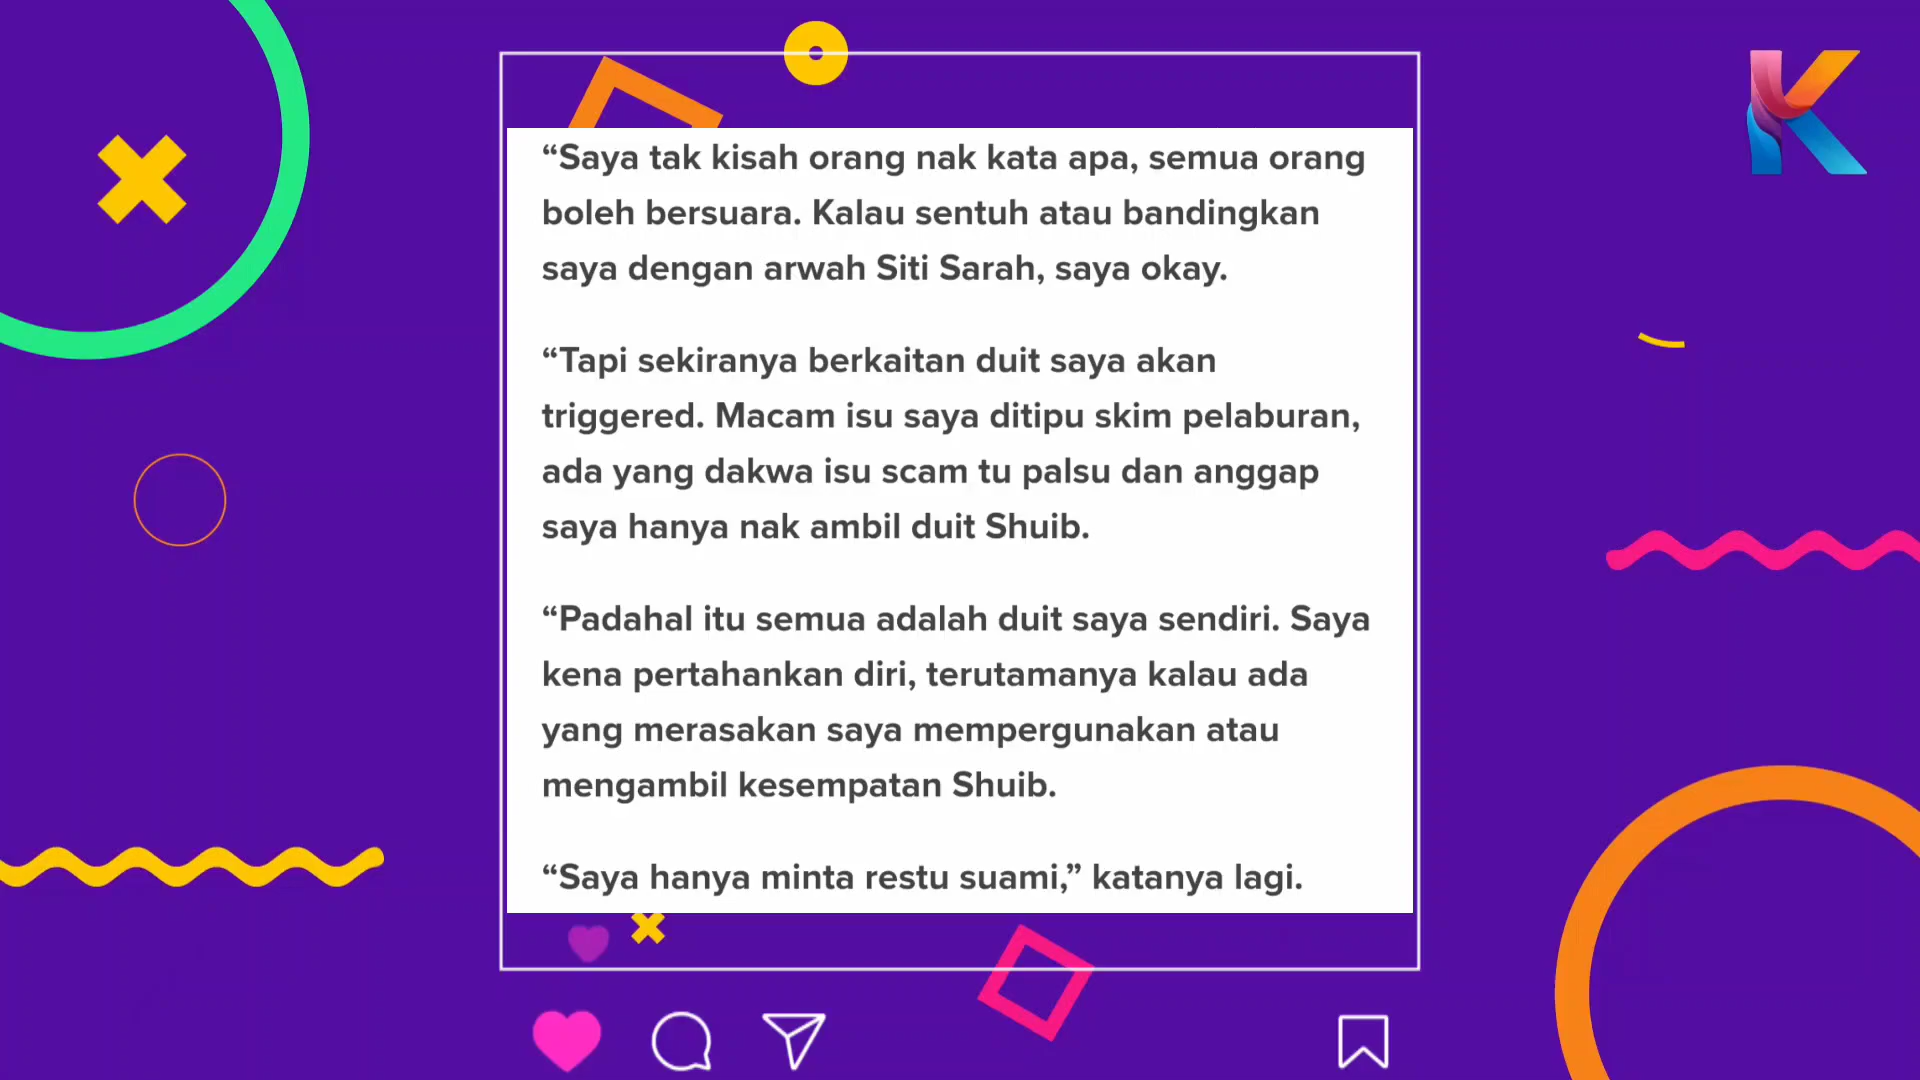 “Saya tak kisah orang nak kata apa, semua orang
boleh bersuara. Kalau sentuh atau bandingkan
saya dengan arwah Siti Sarah, saya okay.
“Tapi sekiranya berkaitan duit saya akan
triggered. Macam isu saya ditipu skim pelaburan,
ada yang dakwa isu scam tu palsu dan anggap
saya hanya nak ambil duit Shuib.
“Padahal itu semua adalah duit saya sendiri. Saya
kena pertahankan diri, terutamanya kalau ada
yang merasakan saya mempergunakan atau
mengambil kesempatan Shuib.
“Saya hanya minta restu suami,” katanya lagi.
K